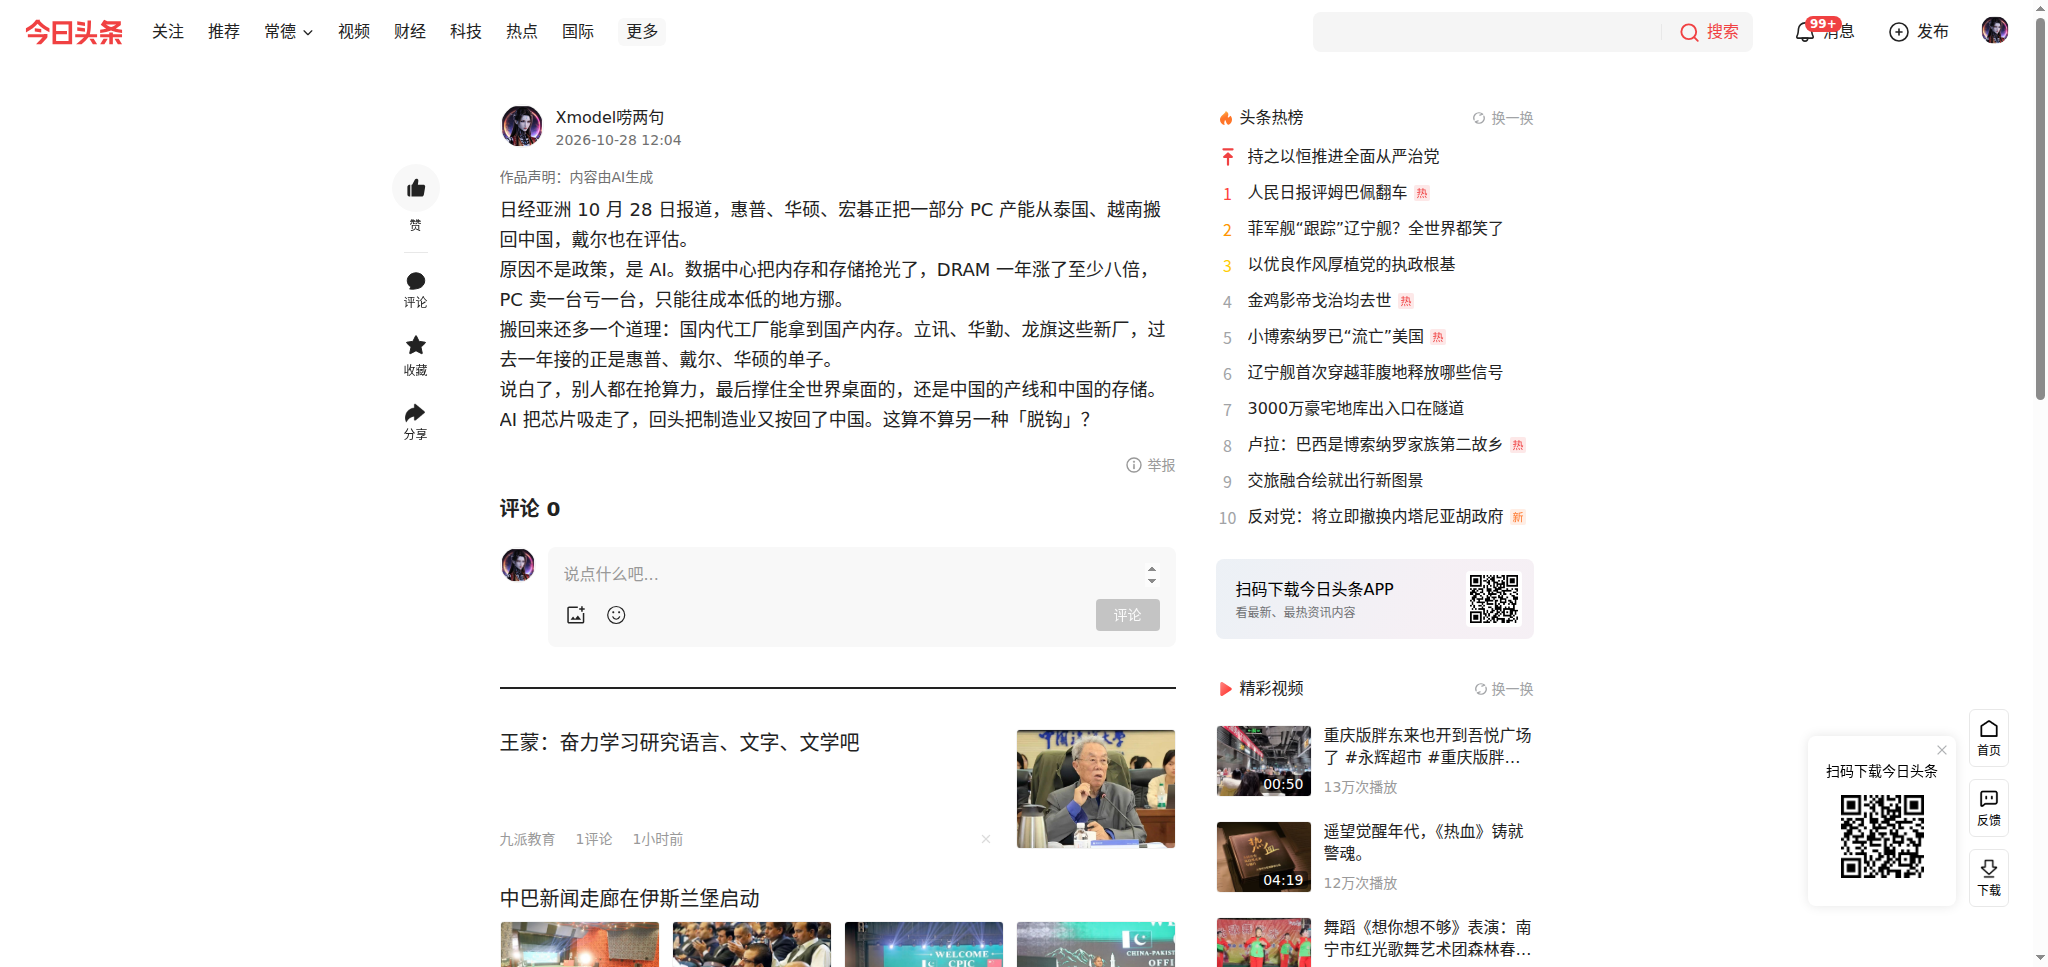 今日头条
关注 推荐 常德 视频 财经 科技 热点 国际 更多
搜索
99+
消息
发布
Xmodel唠两句
2026-10-28 12:04
作品声明：内容由AI生成
日经亚洲 10 月 28 日报道，惠普、华硕、宏碁正把一部分 PC 产能从泰国、越南搬
回中国，戴尔也在评估。
原因不是政策，是 AI。数据中心把内存和存储抢光了，DRAM 一年涨了至少八倍，
PC 卖一台亏一台，只能往成本低的地方挪。
搬回来还多一个道理：国内代工厂能拿到国产内存。立讯、华勤、龙旗这些新厂，过
去一年接的正是惠普、戴尔、华硕的单子。
说白了，别人都在抢算力，最后撑住全世界桌面的，还是中国的产线和中国的存储。
AI 把芯片吸走了，回头把制造业又按回了中国。这算不算另一种「脱钩」？
举报
赞
评论
收藏
分享
评论 0
说点什么吧...
评论
王蒙：奋力学习研究语言、文字、文学吧
九派教育 1评论 1小时前
中巴新闻走廊在伊斯兰堡启动
WELCOME
CPIC
CHINA-PAKIST
OFFI
头条热榜
换一换
持之以恒推进全面从严治党
1 人民日报评姆巴佩翻车 热
2 菲军舰“跟踪”辽宁舰？全世界都笑了
3 以优良作风厚植党的执政根基
4 金鸡影帝戈治均去世 热
5 小博索纳罗已“流亡”美国 热
6 辽宁舰首次穿越菲腹地释放哪些信号
7 3000万豪宅地库出入口在隧道
8 卢拉：巴西是博索纳罗家族第二故乡 热
9 交旅融合绘就出行新图景
10 反对党：将立即撤换内塔尼亚胡政府 新
扫码下载今日头条APP
看最新、最热资讯内容
精彩视频
换一换
00:50
重庆版胖东来也开到吾悦广场
了 #永辉超市 #重庆版胖...
13万次播放
热血
04:19
遥望觉醒年代，《热血》铸就
警魂。
12万次播放
舞蹈《想你想不够》表演：南
宁市红光歌舞艺术团森林春...
扫码下载今日头条
首页
反馈
下载